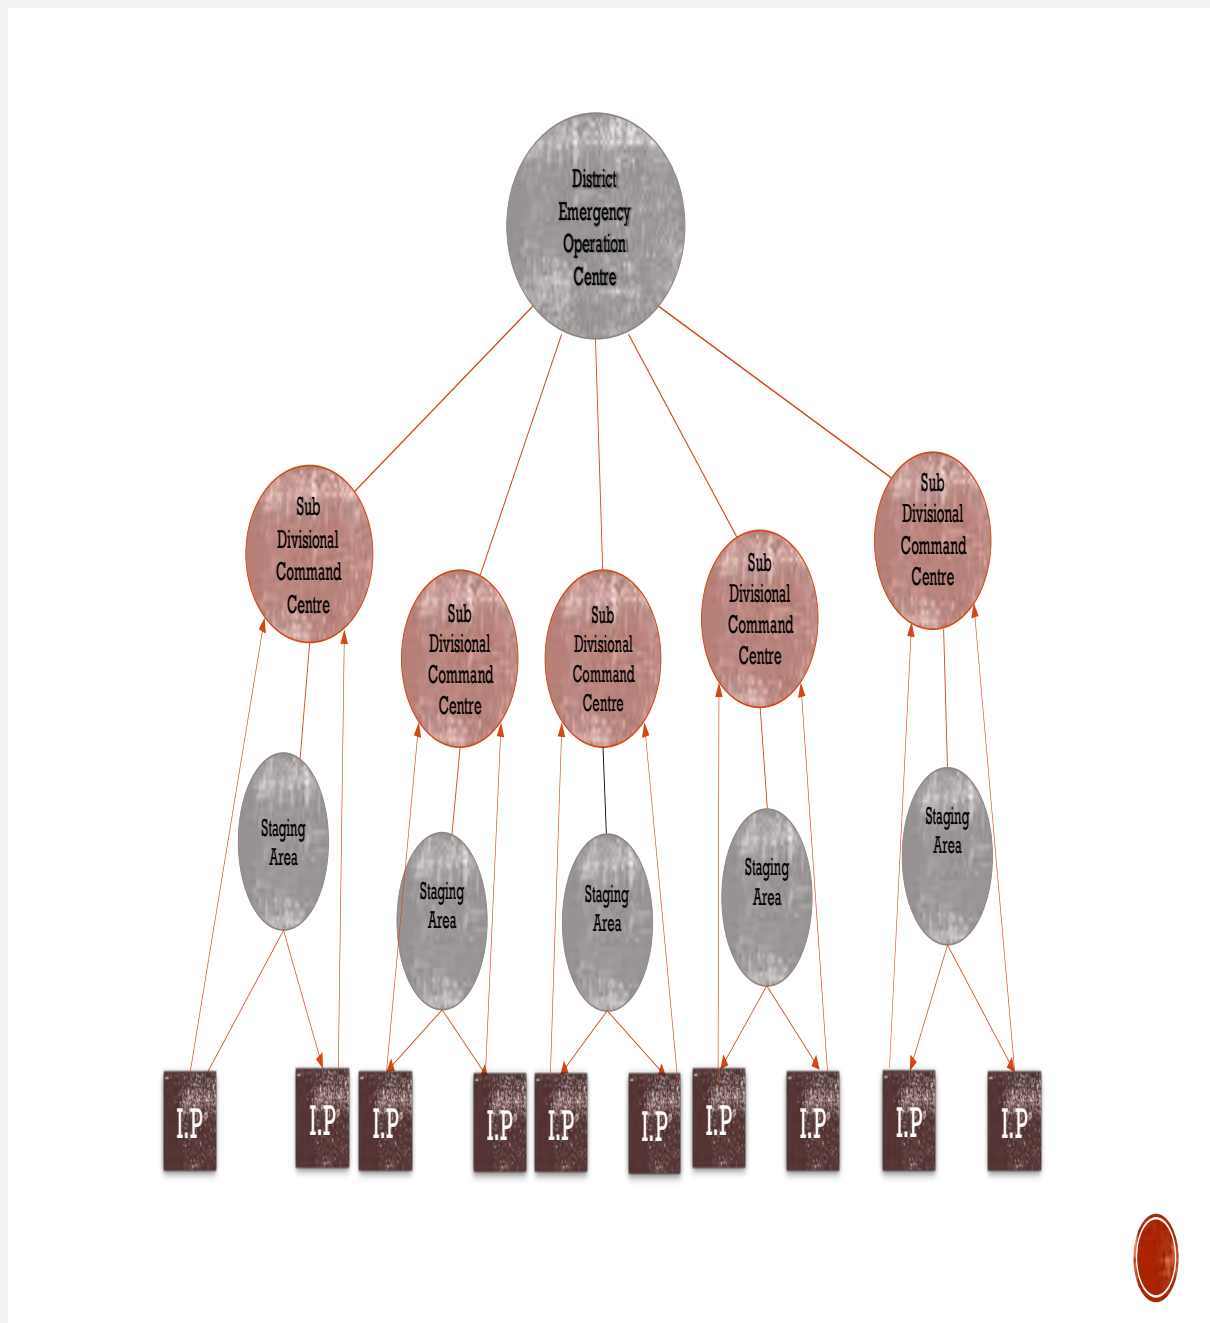 District
Emergency
Operation
Centre
Sub
Divisional
Command
Centre
Sub
Divisional
Command
Centre
Sub
Divisional
Command
Centre
Sub
Divisional
Command
Centre
Sub
Divisional
Command
Centre
Staging
Area
Staging
Area
Staging
Area
Staging
Area
Staging
Area
I.P
I.P
I.P
I.P
I.P
I.P
I.P
I.P
I.P
I.P